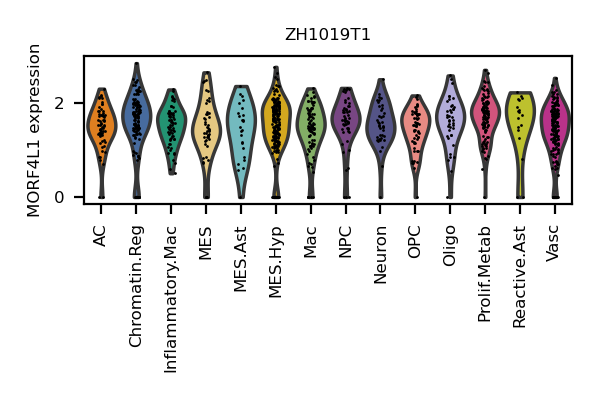 ZH1019T1
MORF4L1 expression
2
0
AC
Chromatin.Reg
Inflammatory.Mac
MES
MES.Ast
MES.Hyp
Mac
NPC
Neuron
OPC
Oligo
Prolif.Metab
Reactive.Ast
Vasc